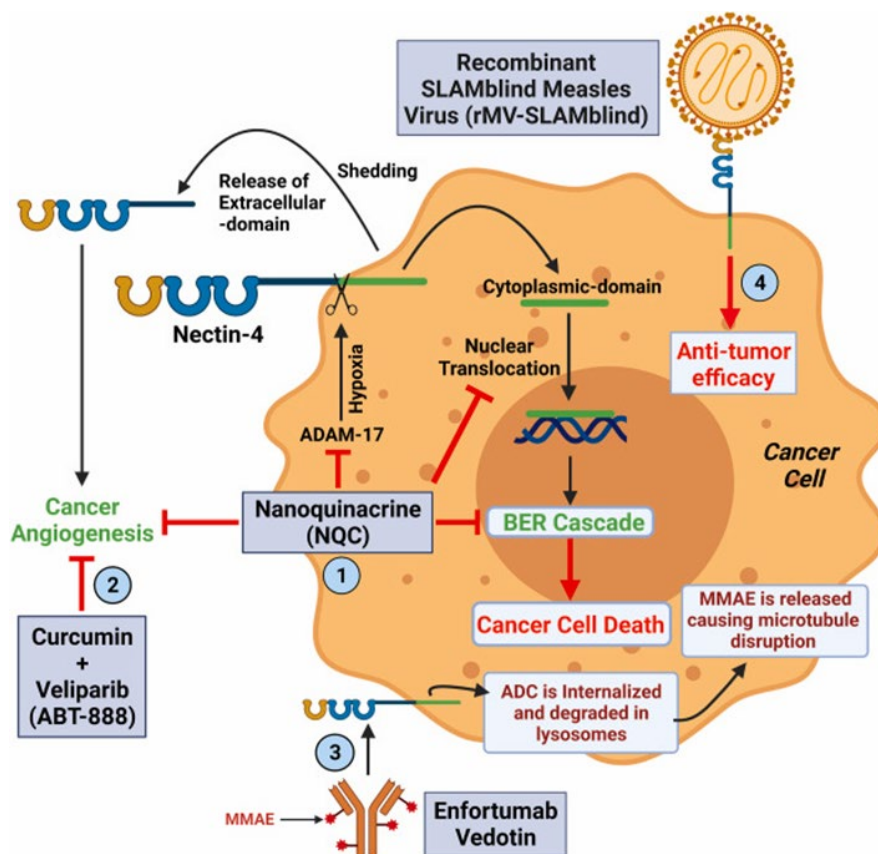 Recombinant
SLAMblind Measles
Virus (rMV-SLAMblind)
Shedding
Release of
Extracellular
-domain
Nectin-4
Cytoplasmic-domain
4
Anti-tumor
efficacy
Nuclear
Translocation
Hypoxia
ADAM-17
Cancer
Cell
Cancer
Angiogenesis
Nanoquinacrine
(NQC)
1
BER Cascade
2
Cancer Cell Death
MMAE is released
causing microtubule
disruption
Curcumin
+
Veliparib
(ABT-888)
ADC is Internalized
and degraded in
lysosomes
3
MMAE
Enfortumab
Vedotin